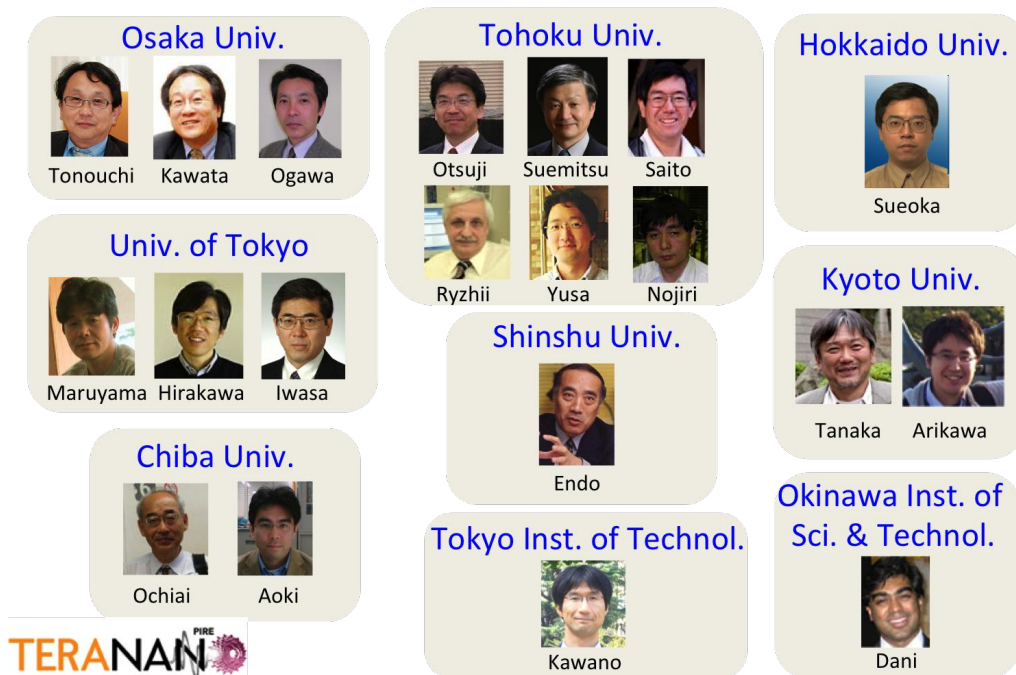 Osaka Univ.
Tonouchi Kawata Ogawa
Tohoku Univ.
Otsuji Suemitsu Saito
Ryzhii Yusa Nojiri
Hokkaido Univ.
Sueoka
Univ. of Tokyo
Maruyama Hirakawa Iwasa
Shinshu Univ.
Endo
Kyoto Univ.
Tanaka Arikawa
Chiba Univ.
Ochiai Aoki
Tokyo Inst. of Technol.
Kawano
Okinawa Inst. of
Sci. & Technol.
Dani
PIRE
TERANANO